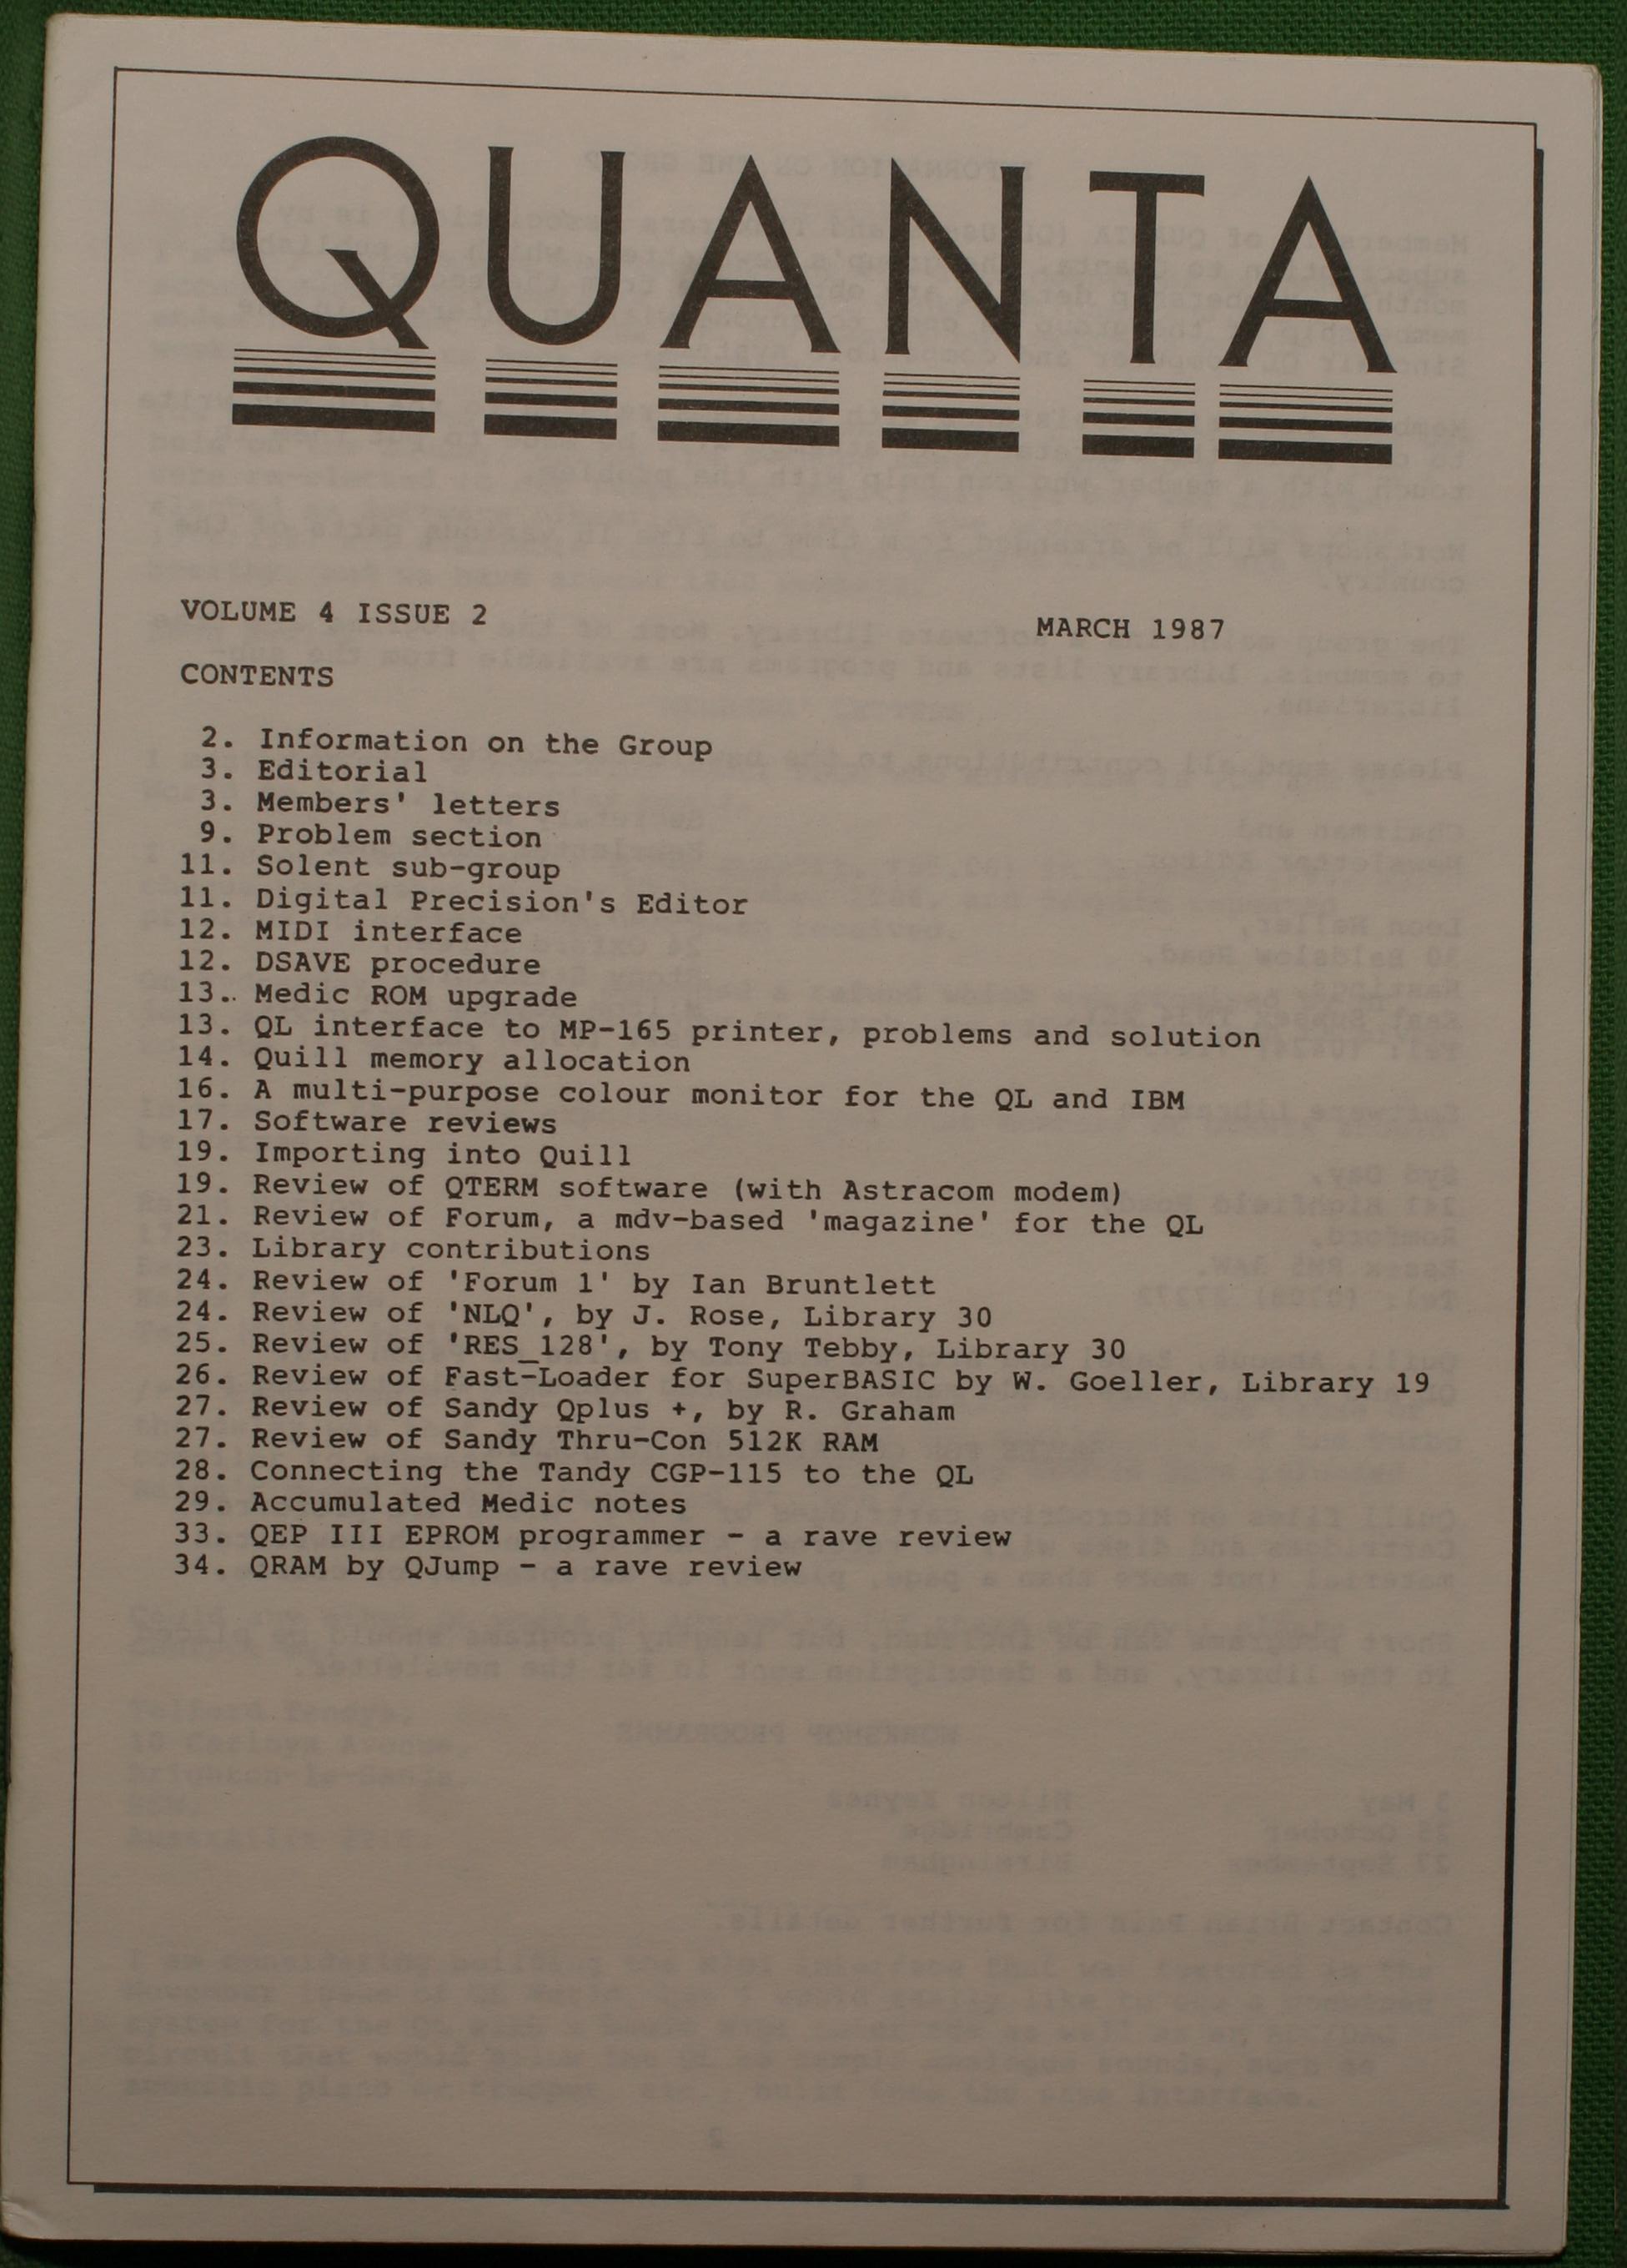 QUANTA
VOLUME 4 ISSUE 2 MARCH 1987
CONTENTS
2. Information on the Group
3. Editorial
3. Members' letters
9. Problem section
11. Solent sub-group
11. Digital Precision's Editor
12. MIDI interface
12. DSAVE procedure
13. Medic ROM upgrade
13. QL interface to MP-165 printer, problems and solution
14. Quill memory allocation
16. A multi-purpose colour monitor for the QL and IBM
17. Software reviews
19. Importing into Quill
19. Review of QTERM software (with Astracom modem)
21. Review of Forum, a mdv-based 'magazine' for the QL
23. Library contributions
24. Review of 'Forum 1' by Ian Bruntlett
24. Review of 'NLQ', by J. Rose, Library 30
25. Review of 'RES_128', by Tony Tebby, Library 30
26. Review of Fast-Loader for SuperBASIC by W. Goeller, Library 19
27. Review of Sandy Qplus +, by R. Graham
27. Review of Sandy Thru-Con 512K RAM
28. Connecting the Tandy CGP-115 to the QL
29. Accumulated Medic notes
33. QEP III EPROM programmer - a rave review
34. QRAM by QJump - a rave review